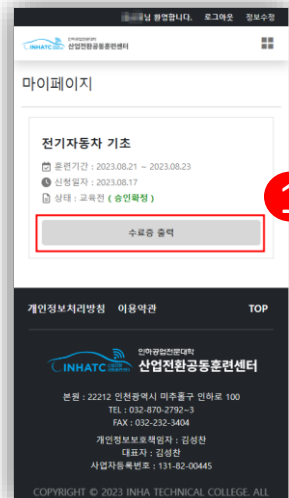 님 환영합니다. 로그아웃 정보수정
INHATC 인하공업전문대학
산업전환공동훈련센터
마이페이지
전기자동차 기초
훈련기간 : 2023.08.21 ~ 2023.08.23
신청일자 : 2023.08.17
상태 : 교육전 ( 승인확정 )
1
수료증 출력
개인정보처리방침 이용약관 TOP
INHATC 인하공업전문대학
산업전환공동훈련센터
본원 : 22212 인천광역시 미추홀구 인하로 100
TEL : 032-870-2792~3
FAX : 032-232-3404
개인정보보호책임자 : 김성찬
대표자 : 김성찬
사업자등록번호 : 131-82-00445
COPYRIGHT © 2023 INHA TECHNICAL COLLEGE. ALL